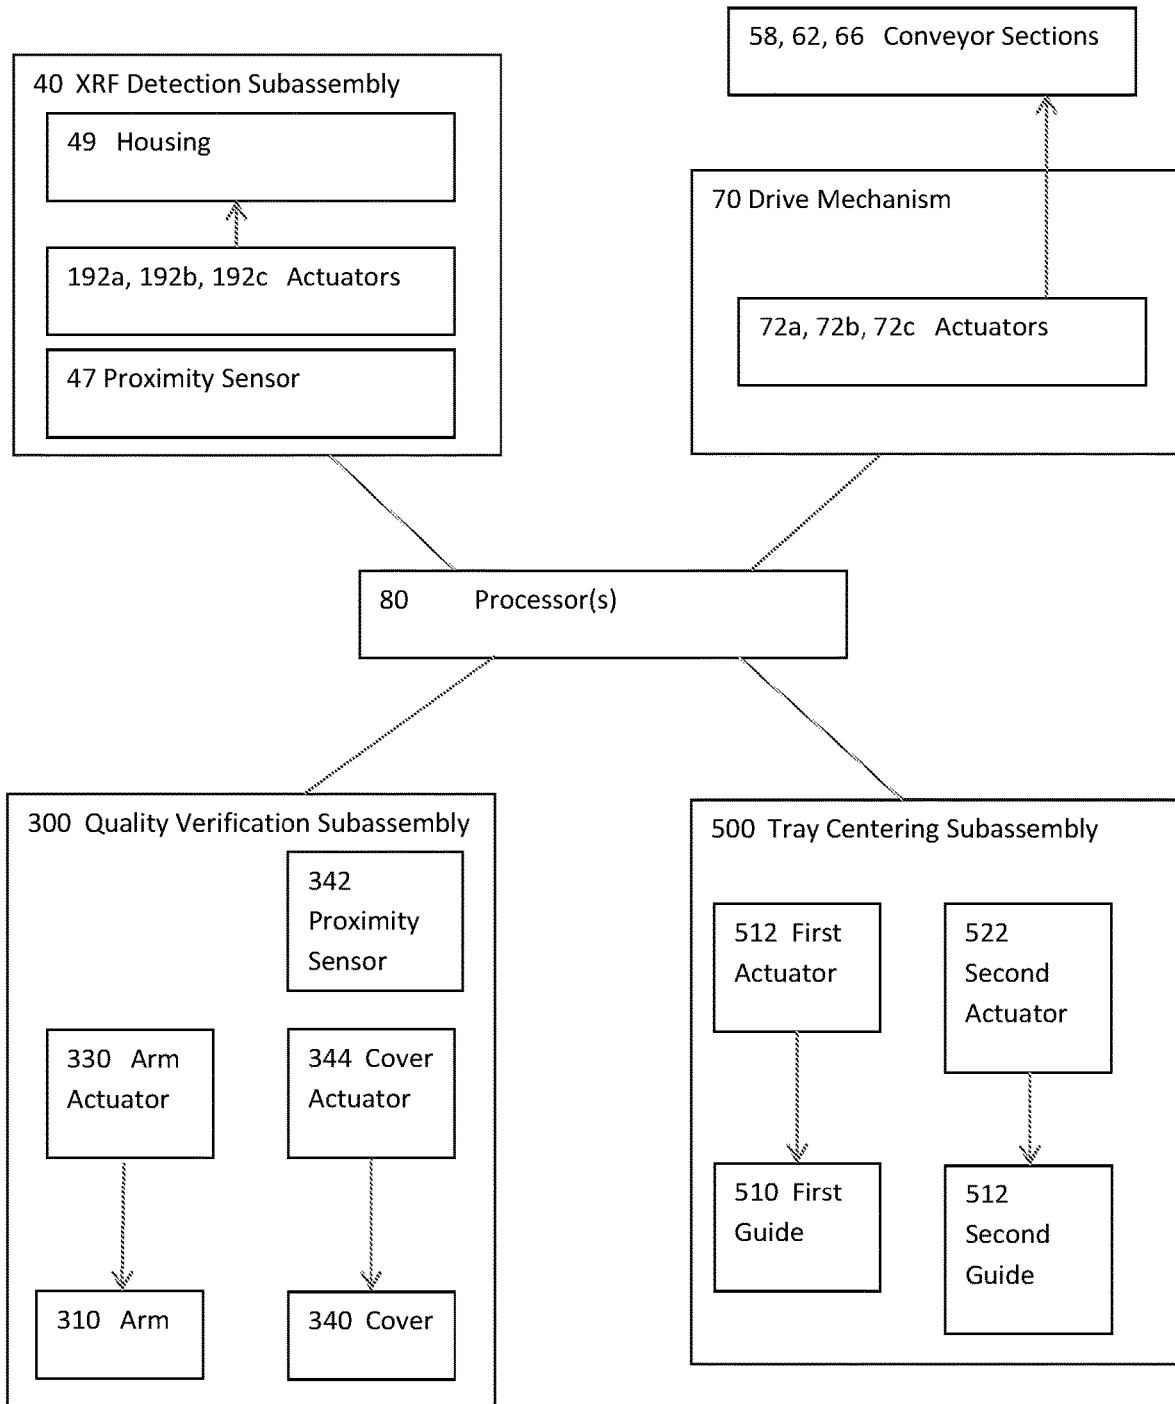 58, 62, 66 Conveyor Sections
40 XRF Detection Subassembly
49 Housing
192a, 192b, 192c Actuators
47 Proximity Sensor
70 Drive Mechanism
72a, 72b, 72c Actuators
80 Processor(s)
300 Quality Verification Subassembly
342
Proximity
Sensor
330 Arm
Actuator
344 Cover
Actuator
310 Arm
340 Cover
500 Tray Centering Subassembly
512 First
Actuator
522
Second
Actuator
510 First
Guide
512
Second
Guide